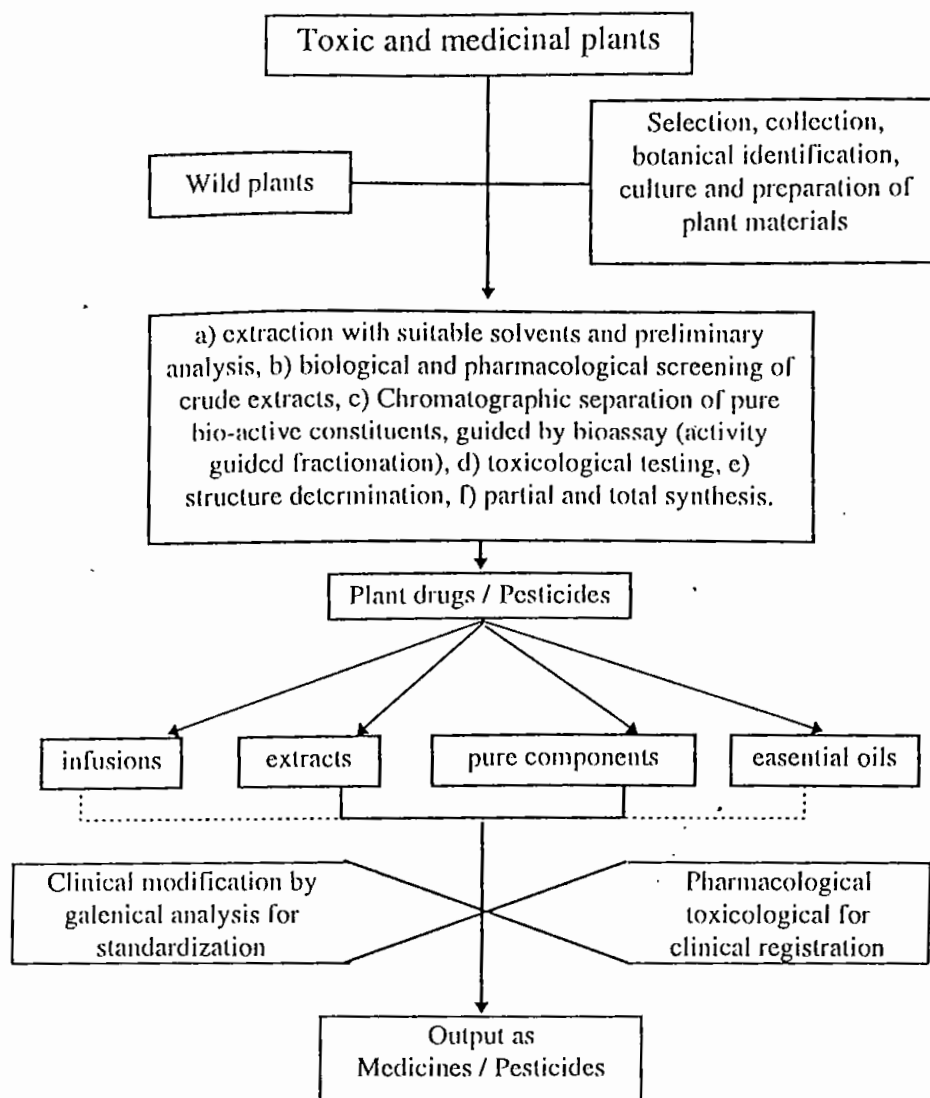 Toxic and medicinal plants
Wild plants
Selection, collection,
botanical identification,
culture and preparation of
plant materials
a) extraction with suitable solvents and preliminary
analysis, b) biological and pharmacological screening of
crude extracts, c) Chromatographic separation of pure
bio-active constituents, guided by bioassay (activity
guided fractionation), d) toxicological testing, e)
structure determination, f) partial and total synthesis.
Plant drugs / Pesticides
infusions
extracts
pure components
easential oils
Clinical modification by
galenical analysis for
standardization
Pharmacological
toxicological for
clinical registration
Output as
Medicines / Pesticides